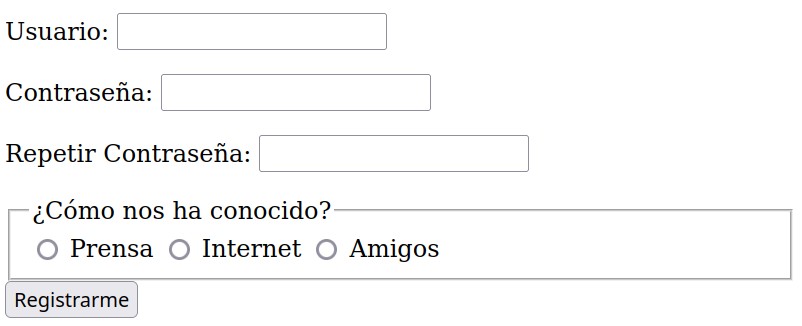 Usuario:
Contraseña:
Repetir Contraseña:
¿Cómo nos ha conocido?
Prensa Internet Amigos
Registrarme